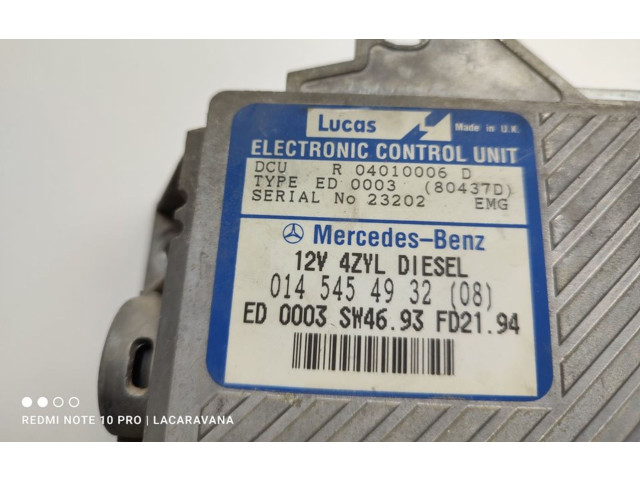 Lucas
Made in U.K.
ELECTRONIC CONTROL UNIT
DCU R 04010006 D
TYPE ED 0003 (80437D)
SERIAL No 23202 EMG
Mercedes-Benz
12V 4ZYL DIESEL
014 545 49 32 (08)
ED 0003 SW46.93 FD21.94
REDMI NOTE 10 PRO | LACARAVANA